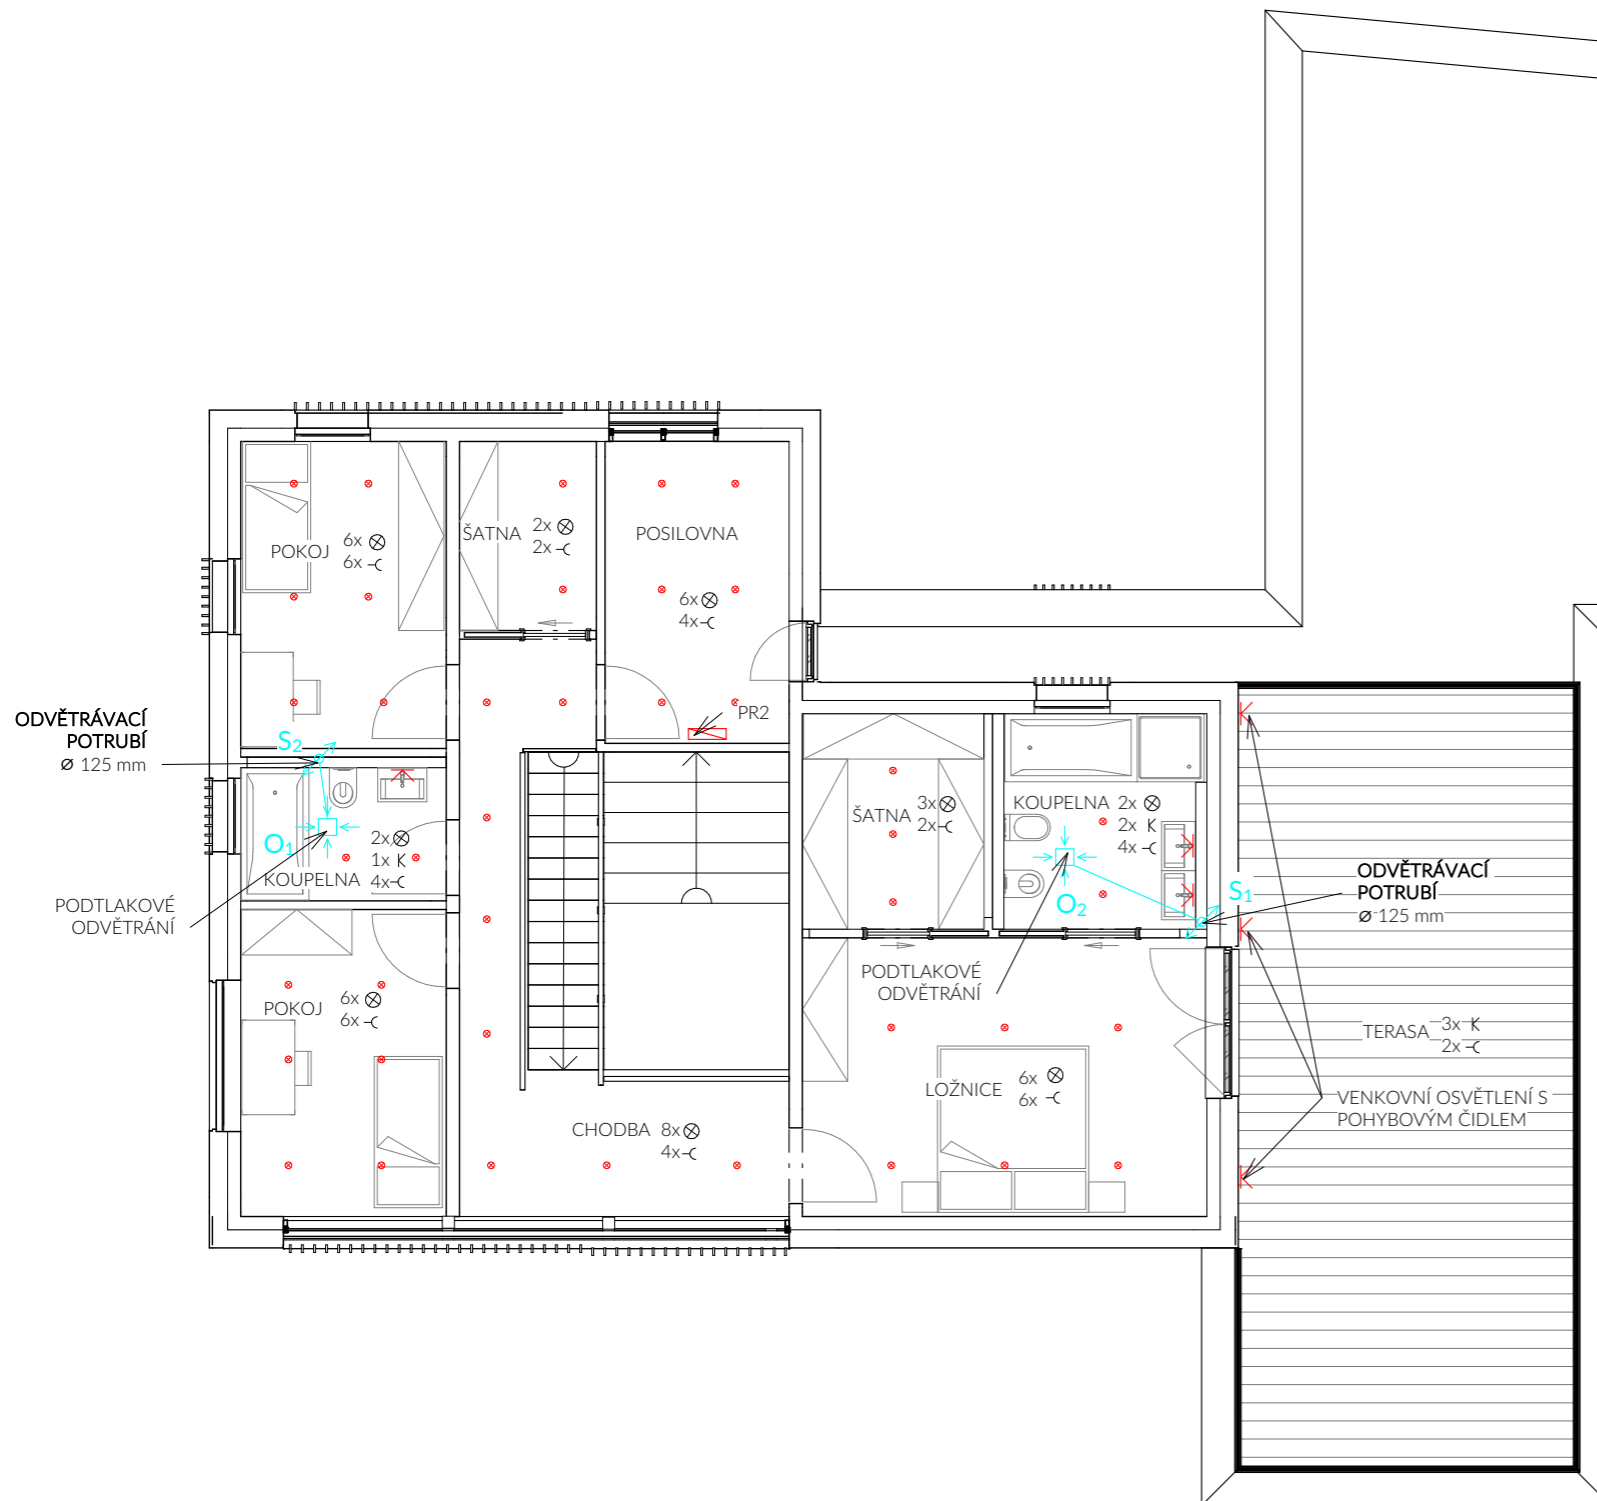 POKOJ
6x
6x
ŠATNA
2x
2x
POSILOVNA
6x
4x
PR2
ODVĚTRÁVACÍ
POTRUBÍ
Ø 125 mm
S2
O1
2x
1x K
4x
KOUPELNA
PODTLAKOVÉ
ODVĚTRÁNÍ
POKOJ
6x
6x
CHODBA 8x
4x
ŠATNA 3x
2x
KOUPELNA 2x
2x K
4x
O2
S1
ODVĚTRÁVACÍ
POTRUBÍ
Ø 125 mm
PODTLAKOVÉ
ODVĚTRÁNÍ
LOŽNICE 6x
6x
TERASA 3x K
2x
VENKOVNÍ OSVĚTLENÍ S
POHYBOVÝM ČIDLEM